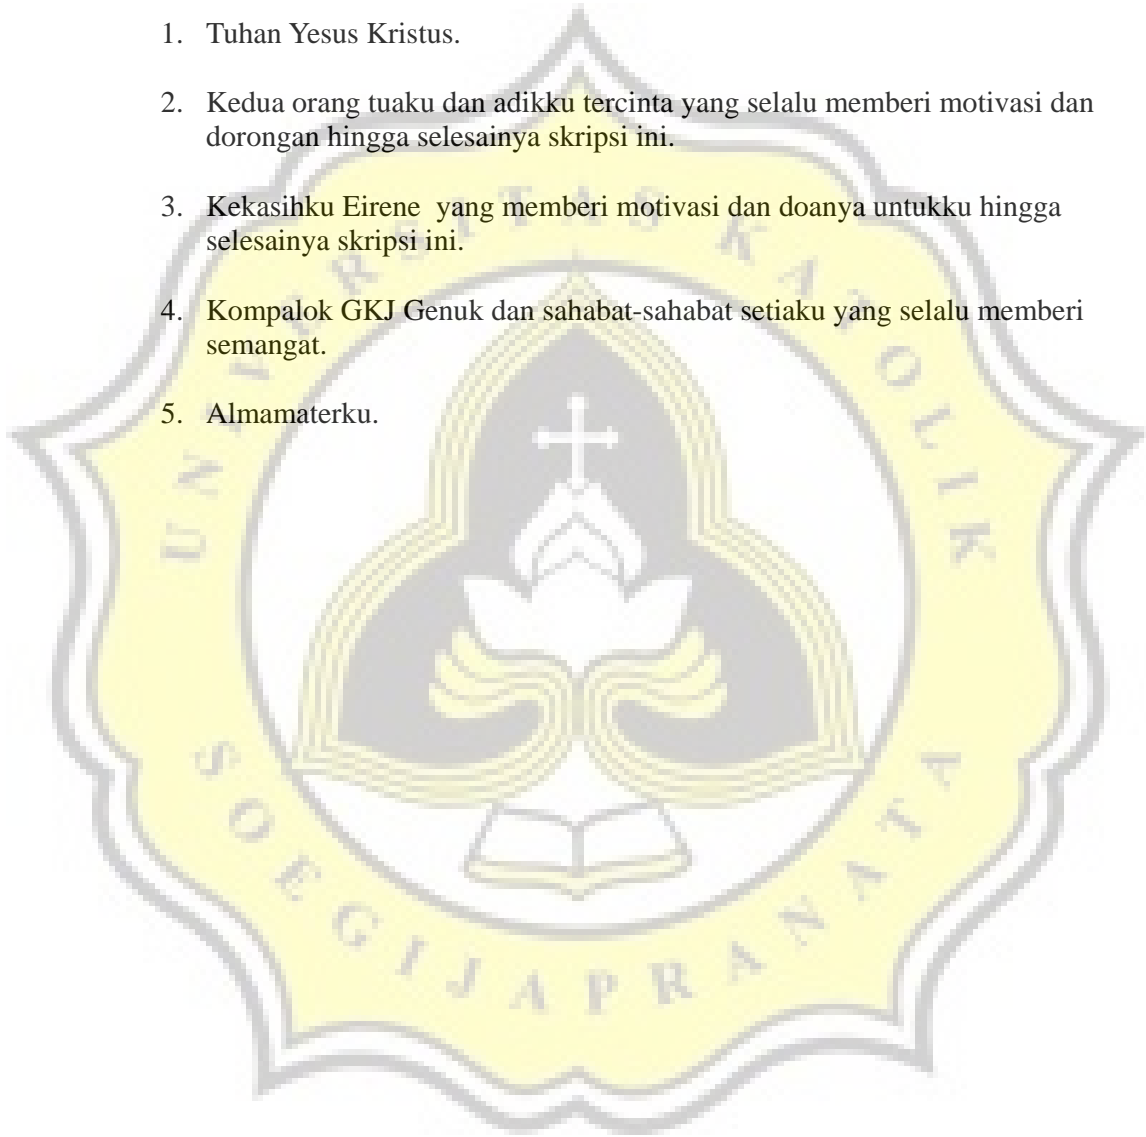 1. Tuhan Yesus Kristus.
2. Kedua orang tuaku dan adikku tercinta yang selalu memberi motivasi dan
dorongan hingga selesainya skripsi ini.
3. Kekasihku Eirene  yang memberi motivasi dan doanya untukku hingga
selesainya skripsi ini.
4. Kompalok GKJ Genuk dan sahabat-sahabat setiaku yang selalu memberi
semangat.
5. Almamaterku.
UNIVERSITAS KATOLIK
SOEGIJAPRANATA